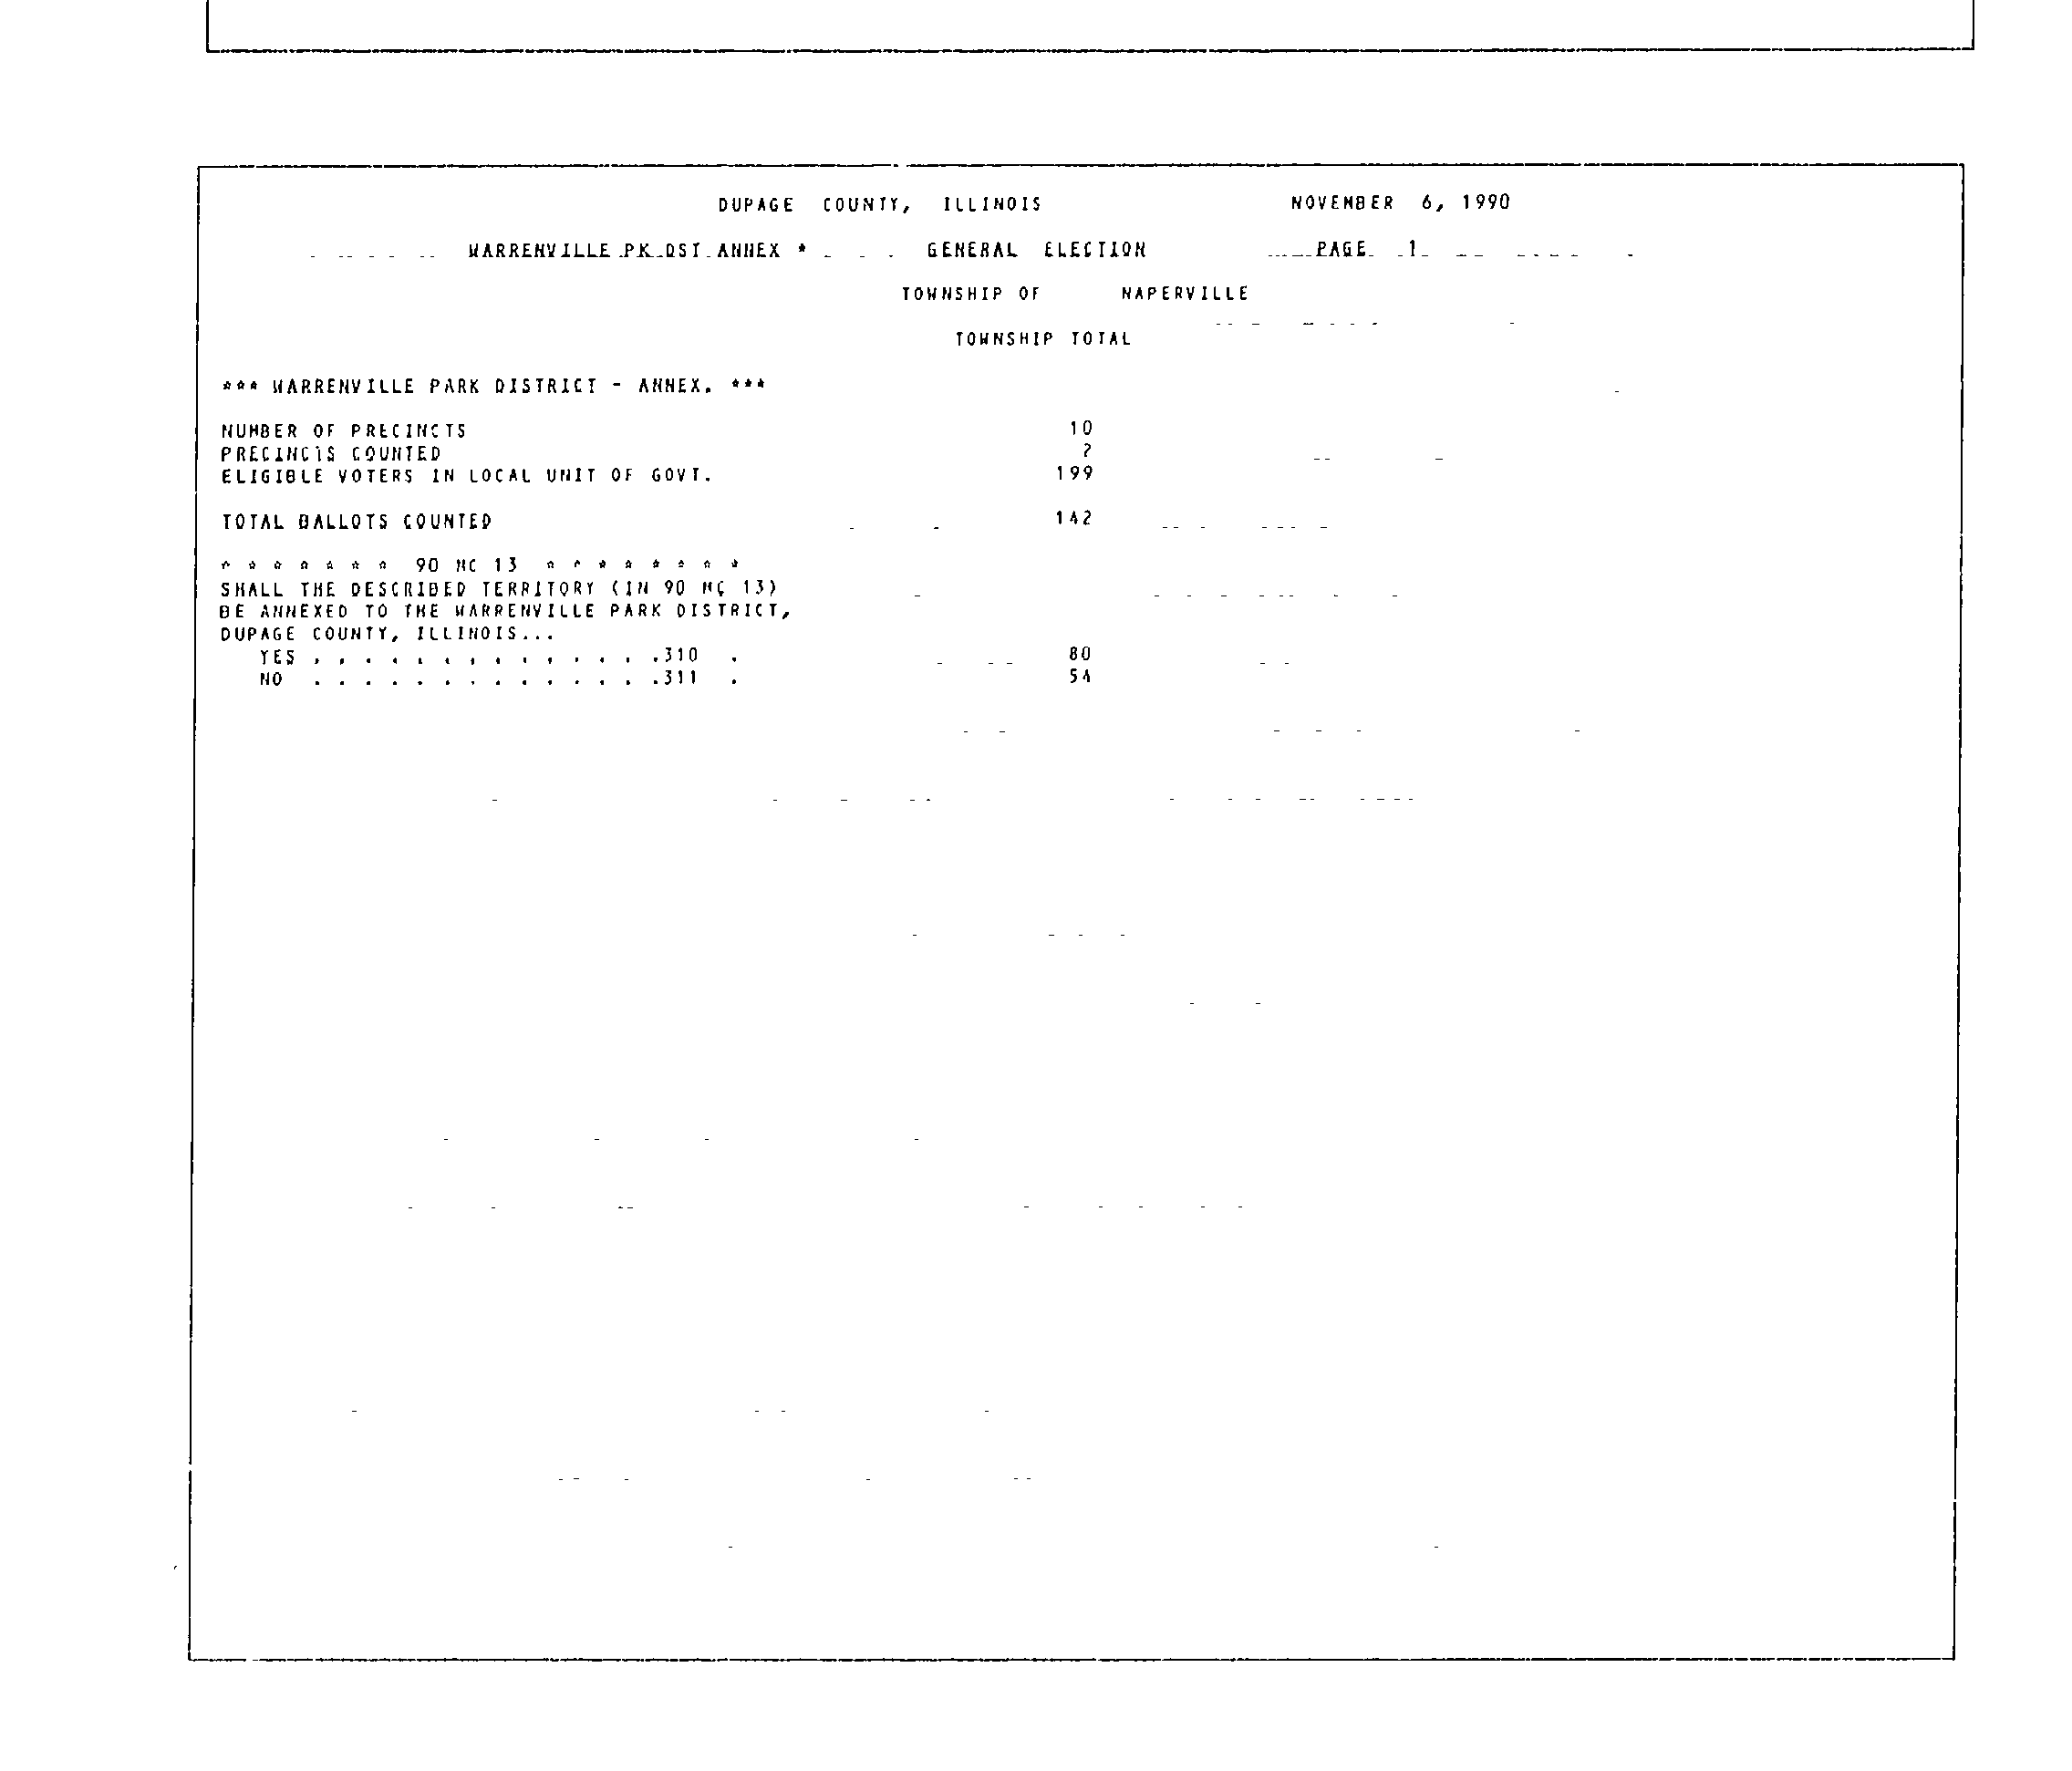 DUPAGE COUNTY, ILLINOIS NOVEMBER 6, 1990
WARRENVILLE PK DST ANNEX * GENERAL ELECTION PAGE 1
TOWNSHIP OF NAPERVILLE
TOWNSHIP TOTAL
*** WARRENVILLE PARK DISTRICT - ANNEX. ***
NUMBER OF PRECINCTS 10
PRECINCTS COUNTED
ELIGIBLE VOTERS IN LOCAL UNIT OF GOVT. 199
TOTAL BALLOTS COUNTED 142
* * * * * * * 90 MC 13 * * * * * * * *
SHALL THE DESCRIBED TERRITORY (IN 90 MC 13)
BE ANNEXED TO THE WARRENVILLE PARK DISTRICT,
DUPAGE COUNTY, ILLINOIS...
YES . . . . . . . . . . . . . .310 . 80
NO . . . . . . . . . . . . . .311 . 54